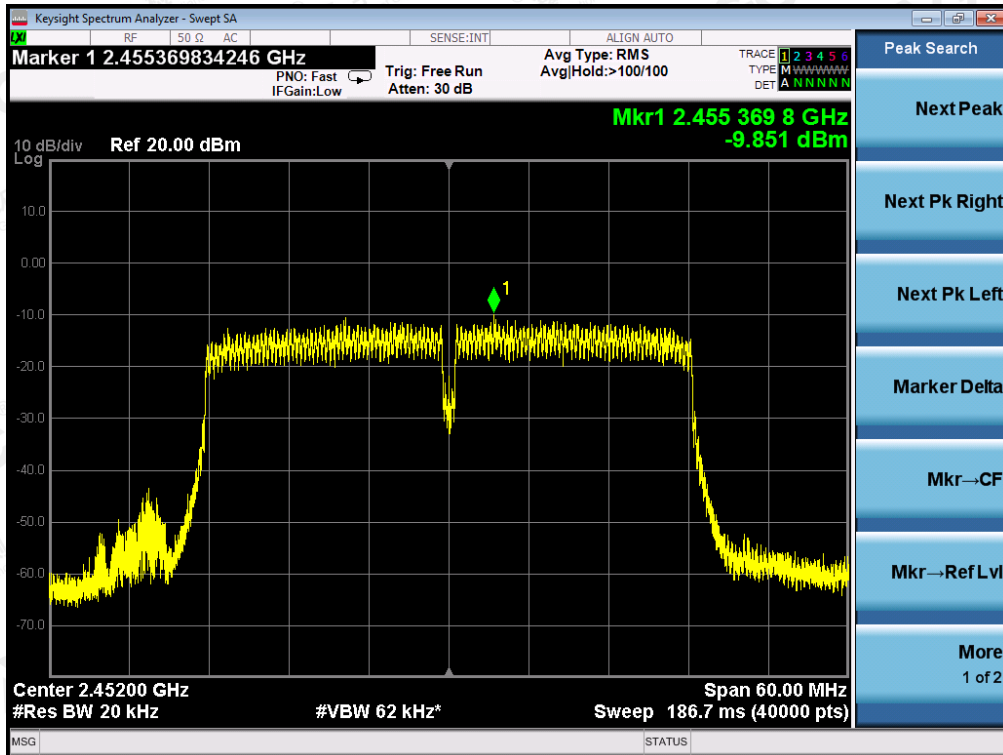 Keysight Spectrum Analyzer - Swept SA
LXI RF 50 Ω AC SENSE:INT ALIGN AUTO
Marker 1 2.455369834246 GHz
PNO: Fast
IFGain:Low
Trig: Free Run
Atten: 30 dB
Avg Type: RMS
Avg|Hold:>100/100
TRACE 1 2 3 4 5 6
TYPE M WWWWW
DET A N N N N N
Mkr1 2.455 369 8 GHz
-9.851 dBm
10 dB/div Ref 20.00 dBm
Log
10.0
0.00
-10.0
-20.0
-30.0
-40.0
-50.0
-60.0
-70.0
1
Center 2.45200 GHz Span 60.00 MHz
#Res BW 20 kHz #VBW 62 kHz* Sweep 186.7 ms (40000 pts)
MSG STATUS
Peak Search
Next Peak
Next Pk Right
Next Pk Left
Marker Delta
Mkr→CF
Mkr→Ref Lvl
More
1 of 2